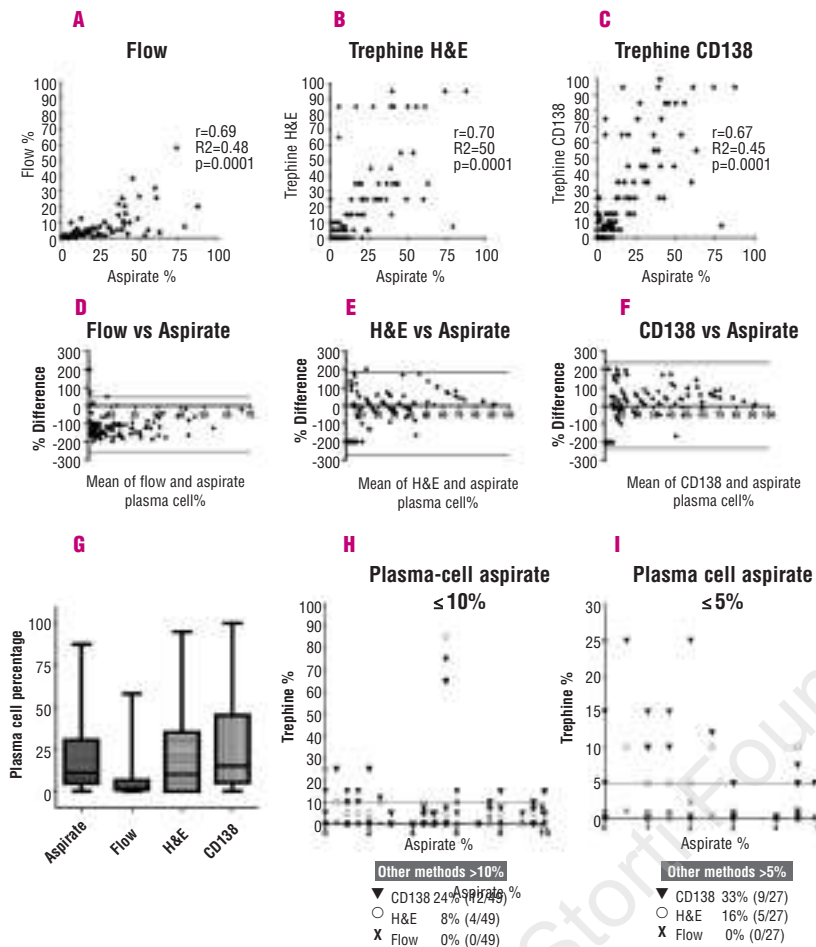 A
Flow
100
90
80
70
60
50
40
30
20
10
0
Flow %
r=0.69
R2=0.48
p=0.0001
0 25 50 75 100
Aspirate %
B
Trephine H&E
100
90
80
70
60
50
40
30
20
10
0
Trephine H&E
r=0.70
R2=50
p=0.0001
0 25 50 75 100
Aspirate %
C
Trephine CD138
100
90
80
70
60
50
40
30
20
10
0
Trephine CD138
r=0.67
R2=0.45
p=0.0001
0 25 50 75 100
Aspirate %
D
Flow vs Aspirate
300
200
100
0
-100
-200
-300
% Difference
Mean of flow and aspirate
plasma cell%
E
H&E vs Aspirate
300
200
100
0
-100
-200
-300
% Difference
Mean of H&E and aspirate
plasma cell%
F
CD138 vs Aspirate
300
200
100
0
-100
-200
-300
% Difference
Mean of CD138 and aspirate
plasma cell%
G
Plasma cell percentage
100
75
50
25
0
Aspirate
Flow
H&E
CD138
H
Plasma-cell aspirate
≤10%
100
90
80
70
60
50
40
30
20
10
0
Trephine %
Aspirate %
Other methods >10%
Aspirate %
▼ CD138 24% (12/49)
○ H&E 8% (4/49)
X Flow 0% (0/49)
I
Plasma cell aspirate
≤5%
30
25
20
15
10
5
0
Trephine %
Aspirate %
Other methods >5%
▼ CD138 33% (9/27)
○ H&E 16% (5/27)
X Flow 0% (0/27)
Storti Foun